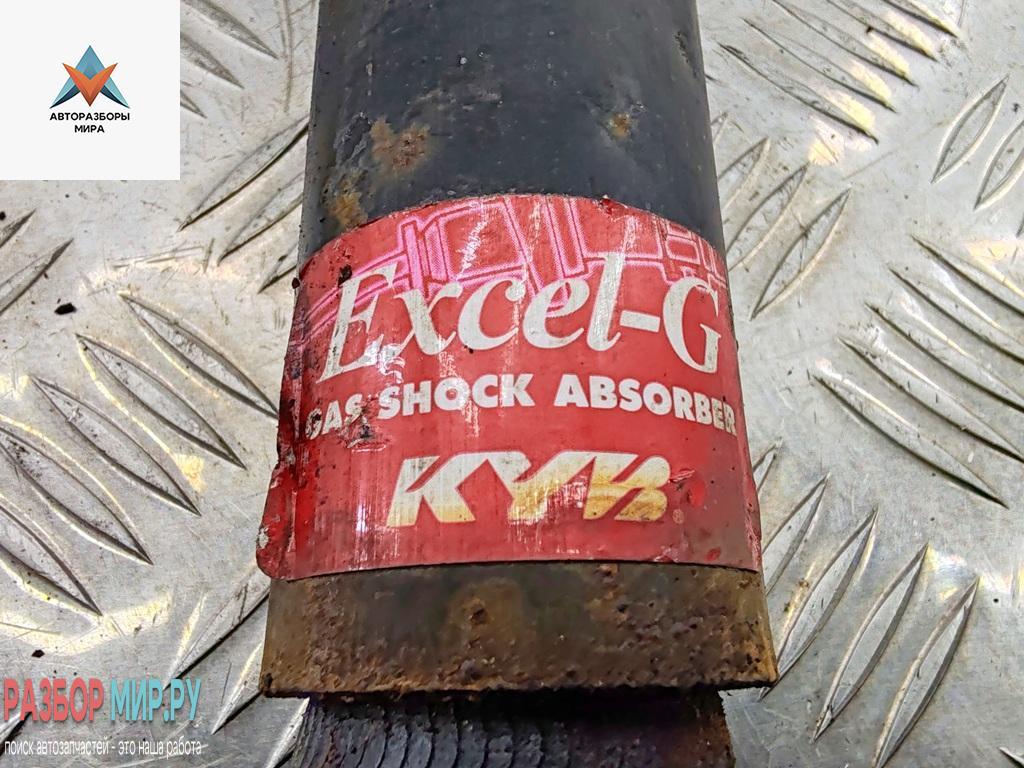 АВТОРАЗБОРЫ
МИРА
Excel-G
GAS SHOCK ABSORBER
KYB
РАЗБОР МИР.РУ
поиск автозапчастей - это наша работа